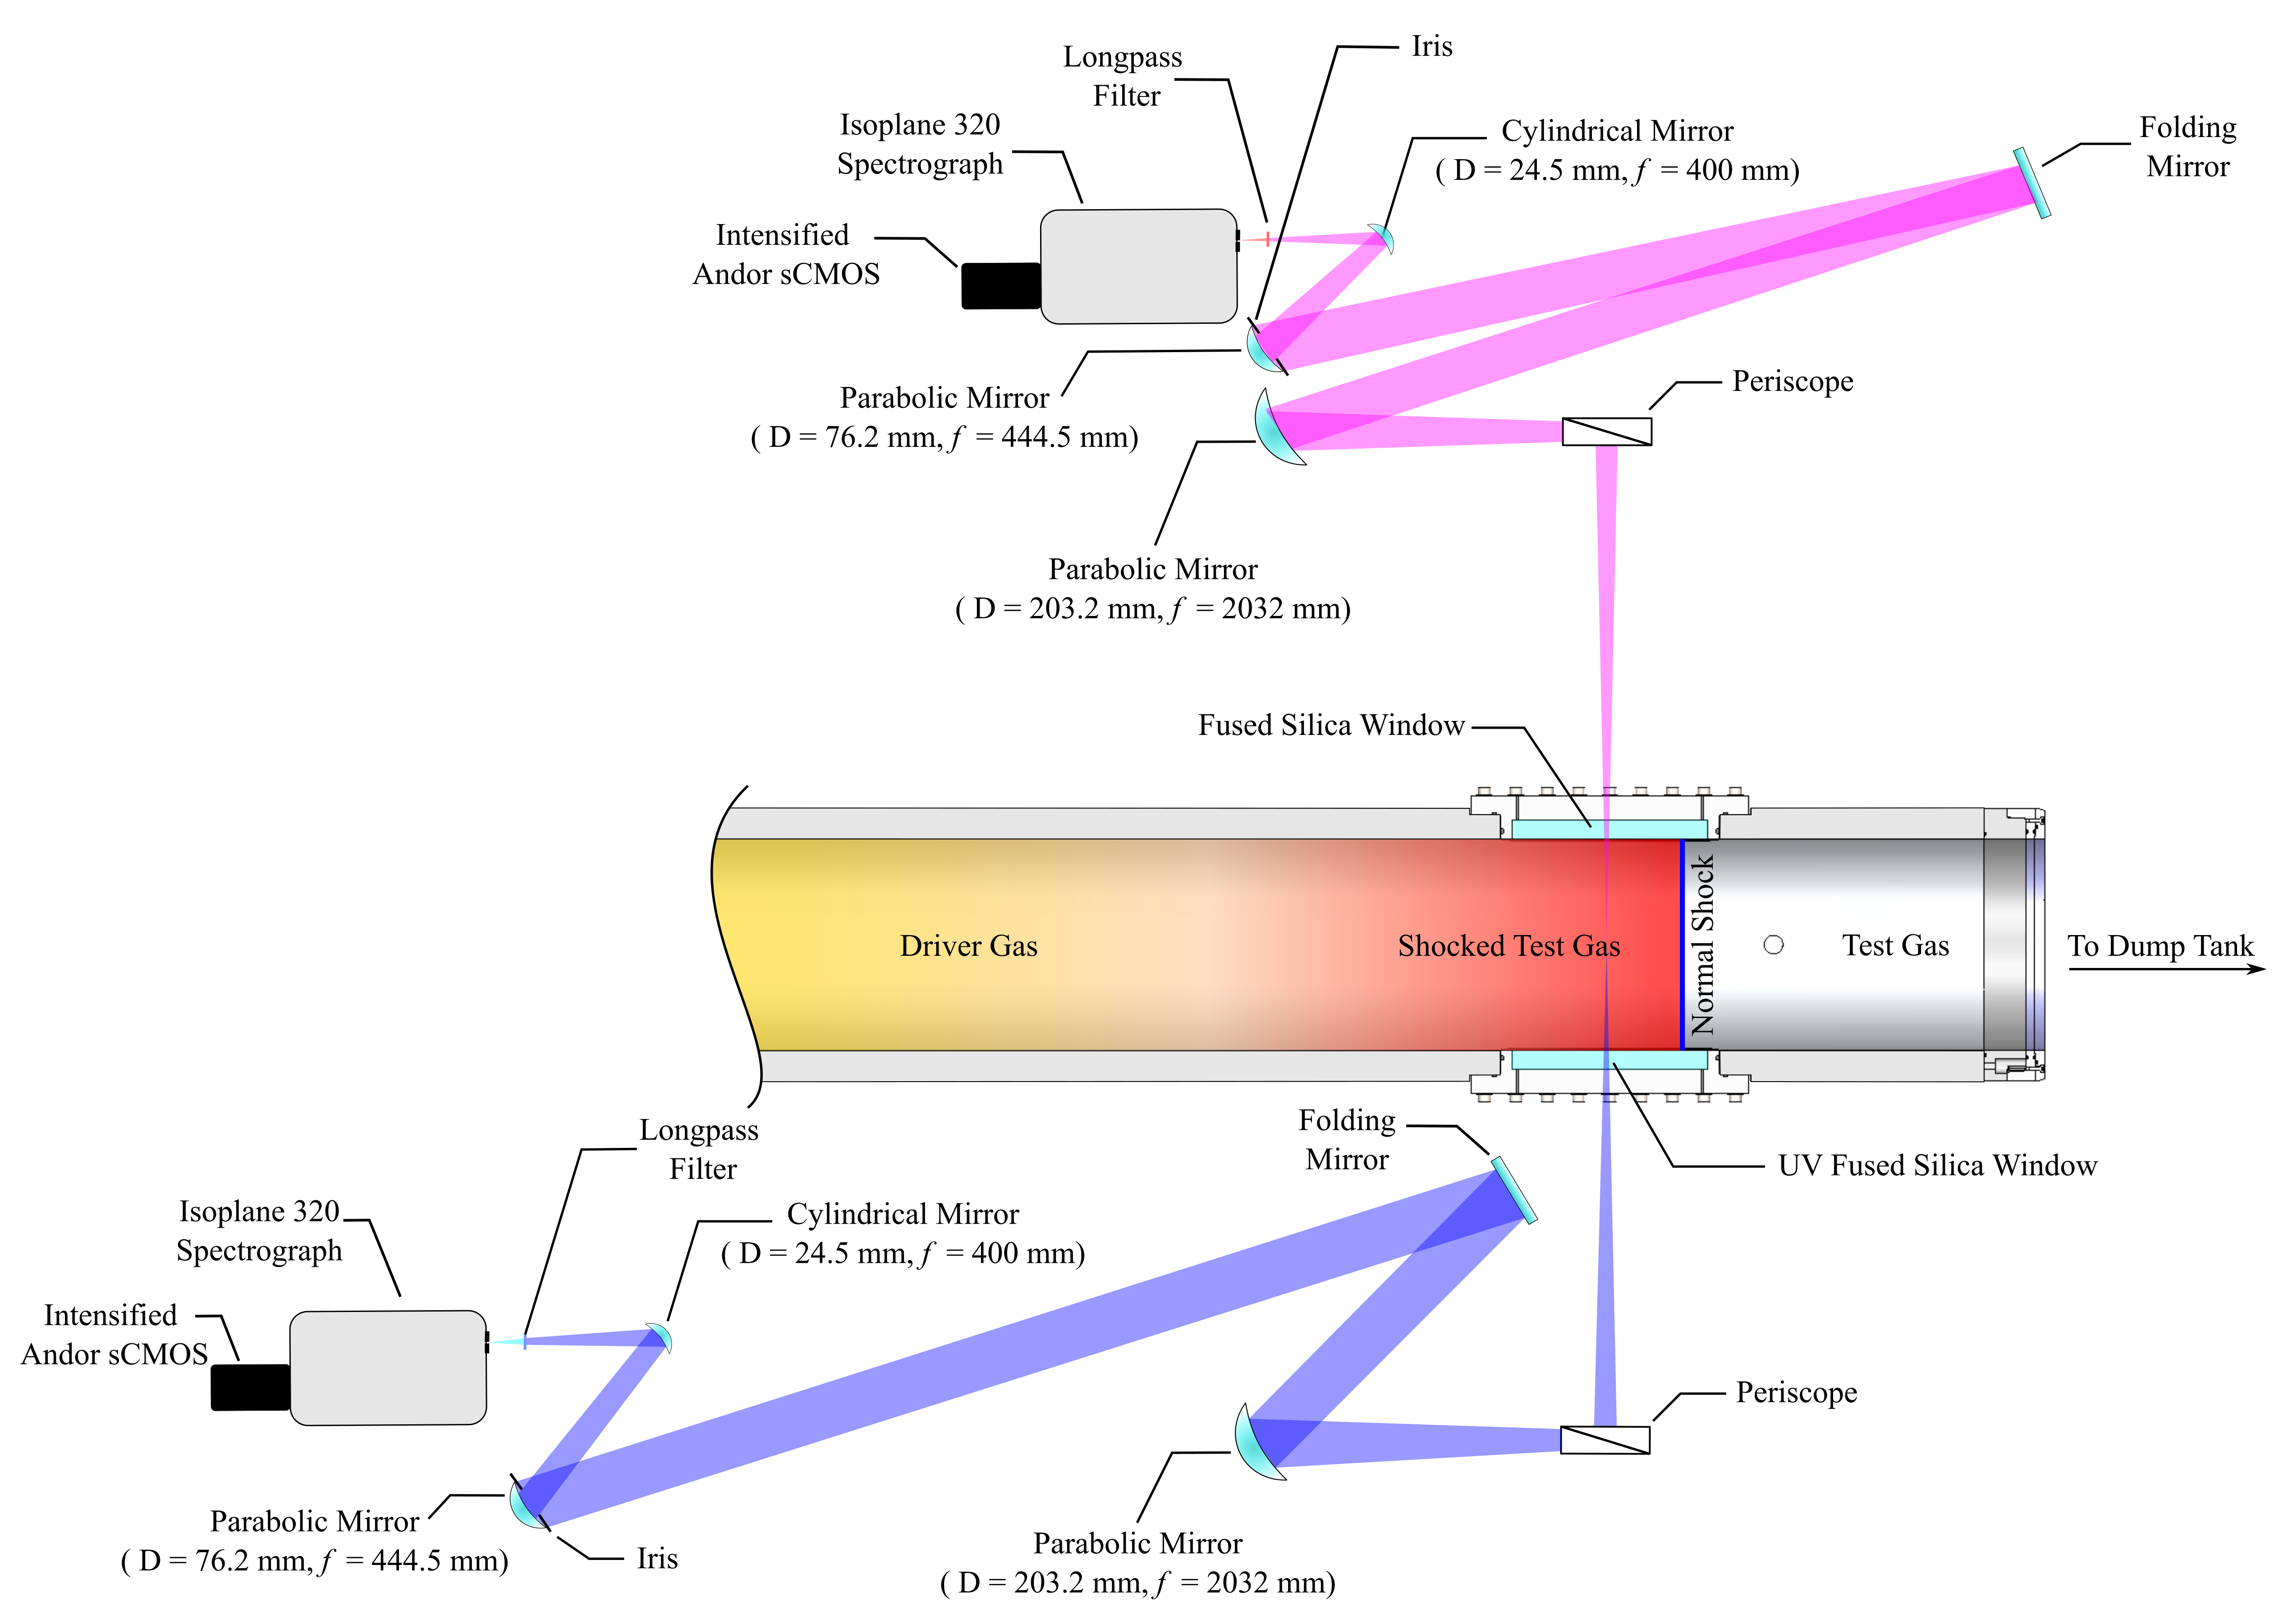 Iris
Longpass
Filter
Isoplane 320
Spectrograph
Cylindrical Mirror
( D = 24.5 mm, f = 400 mm)
Folding
Mirror
Intensified
Andor sCMOS
Parabolic Mirror
( D = 76.2 mm, f = 444.5 mm)
Periscope
Parabolic Mirror
( D = 203.2 mm, f = 2032 mm)
Fused Silica Window
Driver Gas
Shocked Test Gas
Normal Shock
Test Gas
To Dump Tank
Longpass
Filter
Folding
Mirror
UV Fused Silica Window
Isoplane 320
Spectrograph
Cylindrical Mirror
( D = 24.5 mm, f = 400 mm)
Intensified
Andor sCMOS
Periscope
Parabolic Mirror
( D = 76.2 mm, f = 444.5 mm)
Iris
Parabolic Mirror
( D = 203.2 mm, f = 2032 mm)